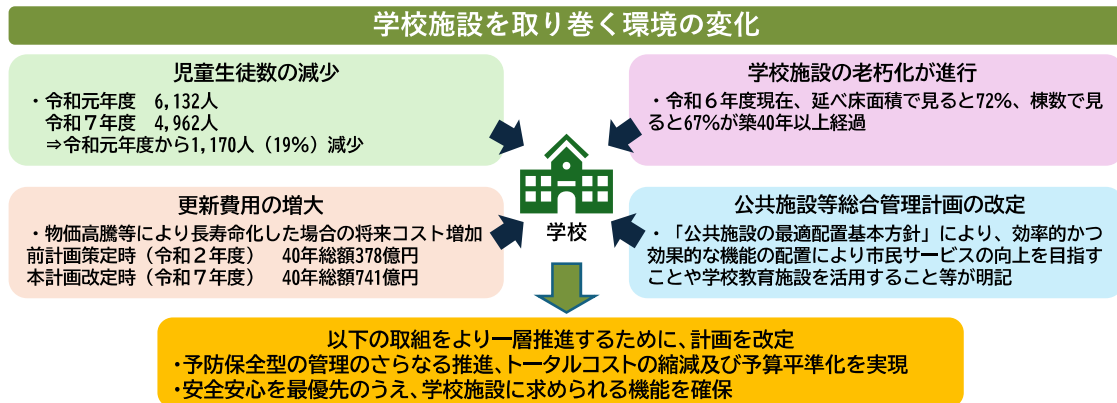 学校施設を取り巻く環境の変化
児童生徒数の減少
・令和元年度　6,132人
令和７年度　4,962人
⇒令和元年度から1,170人（19%）減少
学校施設の老朽化が進行
・令和６年度現在、延べ床面積で見ると72%、棟数で見
ると67%が築40年以上経過
更新費用の増大
・物価高騰等により長寿命化した場合の将来コスト増加
前計画策定時（令和２年度）　40年総額378億円
本計画改定時（令和７年度）　40年総額741億円
学校
公共施設等総合管理計画の改定
・「公共施設の最適配置基本方針」により、効率的かつ
効果的な機能の配置により市民サービスの向上を目指す
ことや学校教育施設を活用すること等が明記
以下の取組をより一層推進するために、計画を改定
・予防保全型の管理のさらなる推進、トータルコストの縮減及び予算平準化を実現
・安全安心を最優先のうえ、学校施設に求められる機能を確保